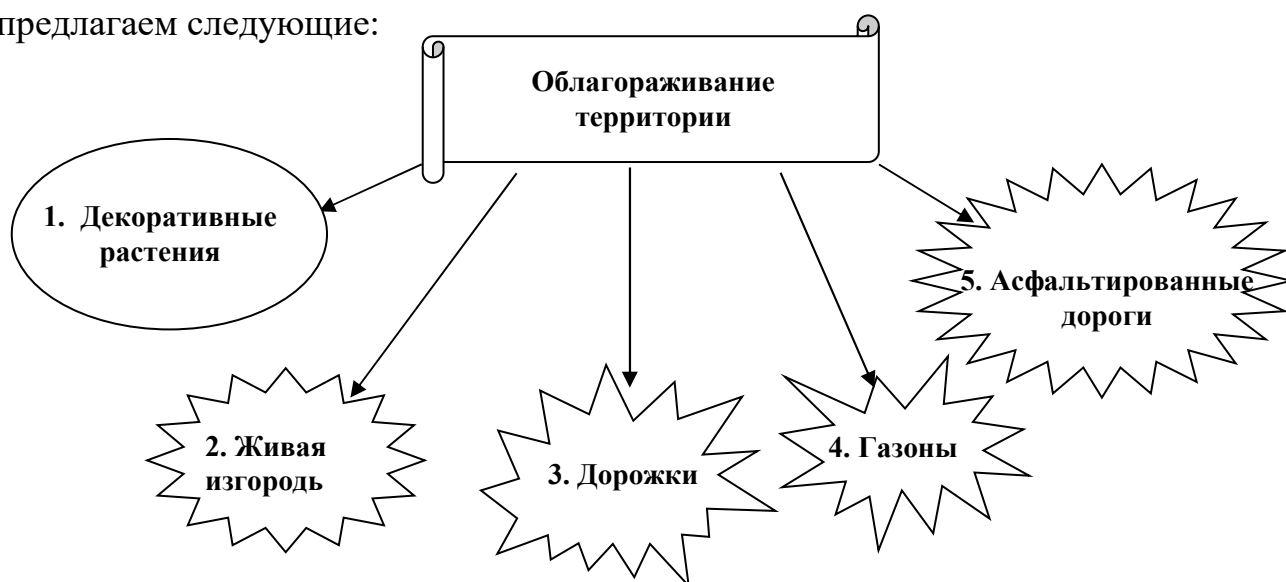 предлагаем следующие:
Облагораживание
территории
1. Декоративные
растения
2. Живая
изгородь
3. Дорожки
4. Газоны
5. Асфальтированные
дороги